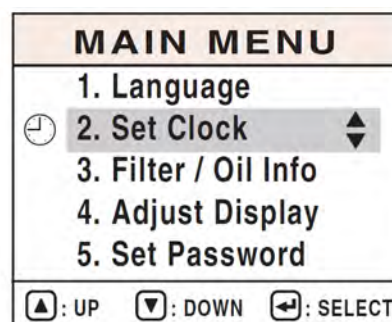 MAIN MENU
1. Language
2. Set Clock
3. Filter / Oil Info
4. Adjust Display
5. Set Password
▲ : UP ▼ : DOWN ↵ : SELECT